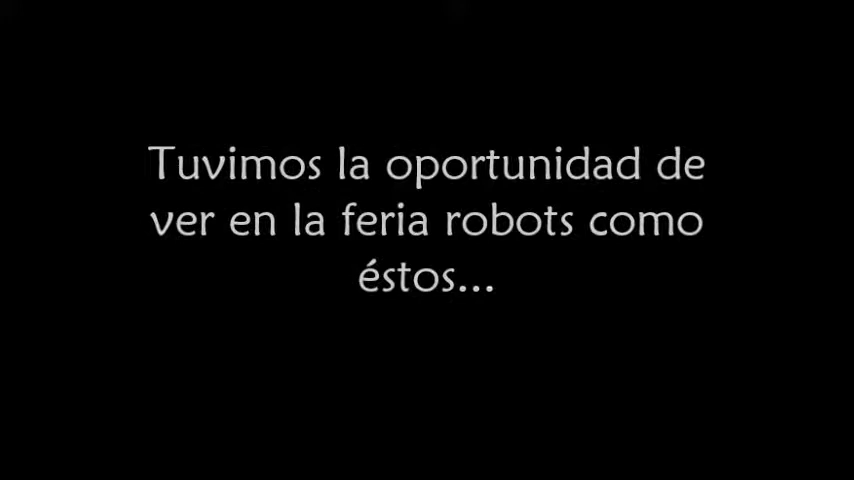 Tuvimos la oportunidad de
ver en la feria robots como
éstos...